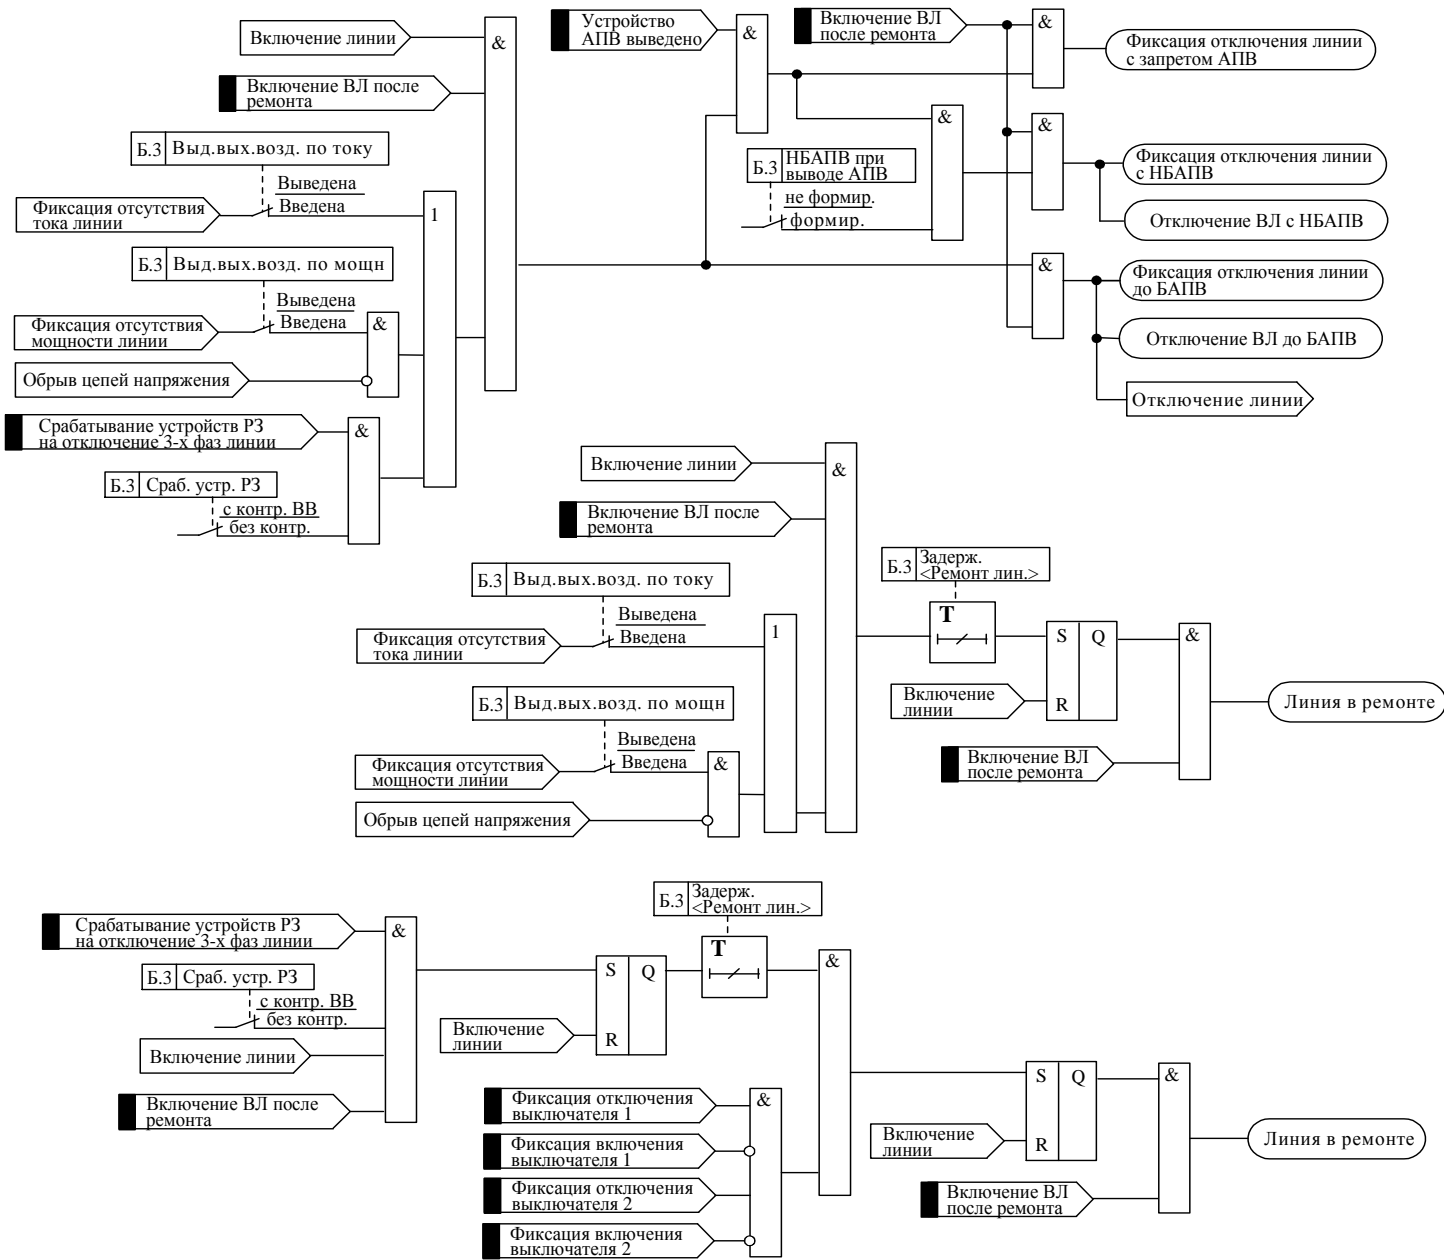 Включение линии
&
Включение ВЛ после
ремонта
Б.3 Выд.вых.возд. по току
Выведена
Введена
Фиксация отсутствия
тока линии
1
Б.3 Выд.вых.возд. по мощн
Выведена
Введена
Фиксация отсутствия
мощности линии
&
Обрыв цепей напряжения
Срабатывание устройств РЗ
на отключение 3-х фаз линии
&
Б.3 Сраб. устр. РЗ
с контр. ВВ
без контр.
Устройство
АПВ выведено
&
Включение ВЛ
после ремонта
&
Фиксация отключения линии
с запретом АПВ
&
&
Б.3 НБАПВ при
выводе АПВ
не формир.
формир.
Фиксация отключения линии
с НБАПВ
Отключение ВЛ с НБАПВ
&
Фиксация отключения линии
до БАПВ
Отключение ВЛ до БАПВ
Отключение линии
Включение линии
&
Включение ВЛ после
ремонта
Б.3 Выд.вых.возд. по току
Выведена
Введена
Фиксация отсутствия
тока линии
1
Б.3 Выд.вых.возд. по мощн
Выведена
Введена
Фиксация отсутствия
мощности линии
&
Обрыв цепей напряжения
Б.3 Задерж.
<Ремонт лин.>
T
S Q
R
Включение
линии
&
Включение ВЛ
после ремонта
Линия в ремонте
Срабатывание устройств РЗ
на отключение 3-х фаз линии
&
Б.3 Сраб. устр. РЗ
с контр. ВВ
без контр.
Включение линии
Включение ВЛ после
ремонта
S Q
R
Включение
линии
Б.3 Задерж.
<Ремонт лин.>
T
&
Фиксация отключения
выключателя 1
&
Фиксация включения
выключателя 1
Фиксация отключения
выключателя 2
Фиксация включения
выключателя 2
S Q
R
Включение
линии
&
Включение ВЛ
после ремонта
Линия в ремонте